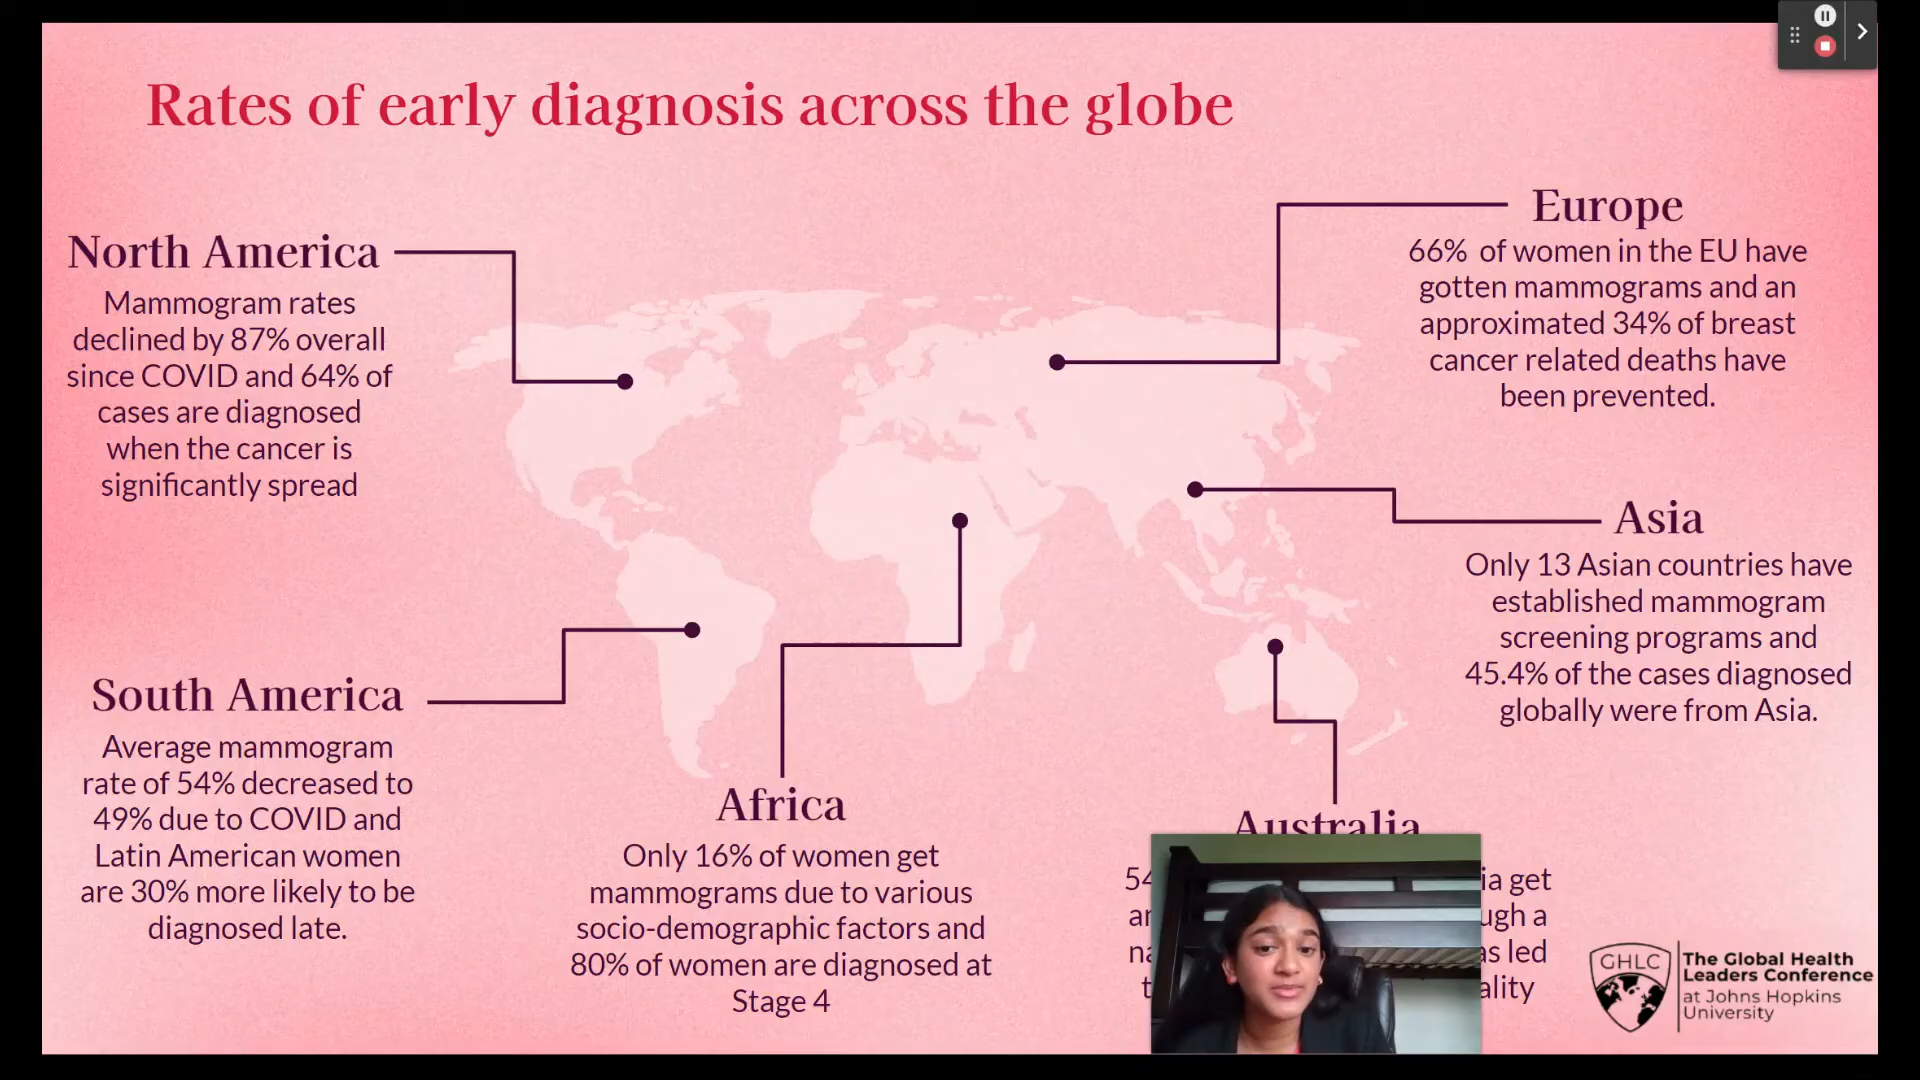 Rates of early diagnosis across the globe
North America
Mammogram rates
declined by 87% overall
since COVID and 64% of
cases are diagnosed
when the cancer is
significantly spread
Europe
66% of women in the EU have
gotten mammograms and an
approximated 34% of breast
cancer related deaths have
been prevented.
Asia
Only 13 Asian countries have
established mammogram
screening programs and
45.4% of the cases diagnosed
globally were from Asia.
South America
Average mammogram
rate of 54% decreased to
49% due to COVID and
Latin American women
are 30% more likely to be
diagnosed late.
Africa
Only 16% of women get
mammograms due to various
socio-demographic factors and
80% of women are diagnosed at
Stage 4
Australia
get
a
led
GHLC
The Global Health
Leaders Conference
at Johns Hopkins
University